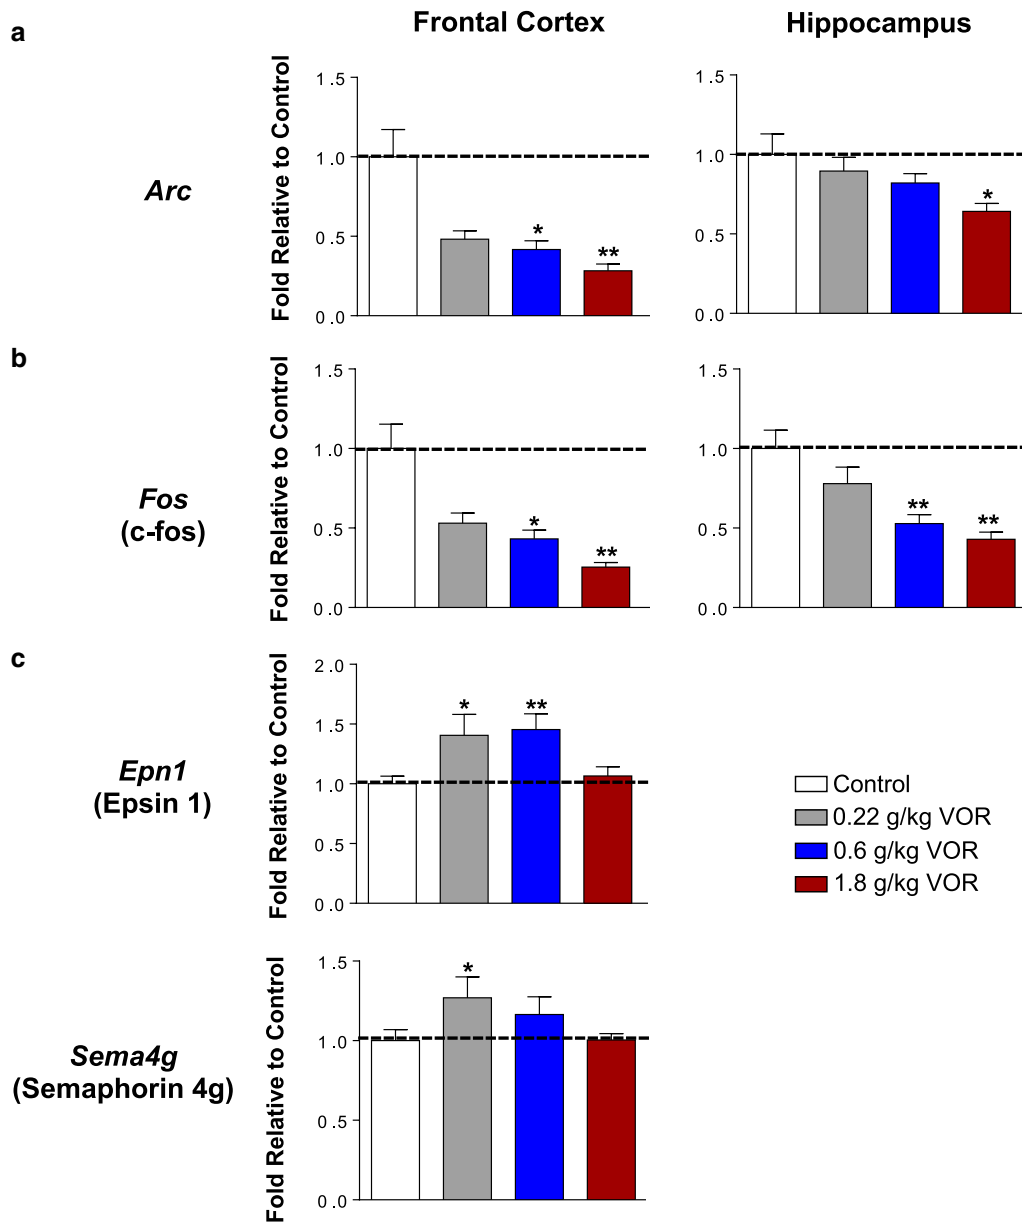 Frontal Cortex
Hippocampus
a
Arc
Fold Relative to Control
1.5
1.0
0.5
0.0
*
**
1.5
1.0
0.5
0.0
*
b
Fos
(c-fos)
Fold Relative to Control
1.5
1.0
0.5
0.0
*
**
1.5
1.0
0.5
0.0
**
**
c
Epn1
(Epsin 1)
Fold Relative to Control
2.0
1.5
1.0
0.5
0.0
*
**
Control
0.22 g/kg VOR
0.6 g/kg VOR
1.8 g/kg VOR
Sema4g
(Semaphorin 4g)
Fold Relative to Control
1.5
1.0
0.5
0.0
*